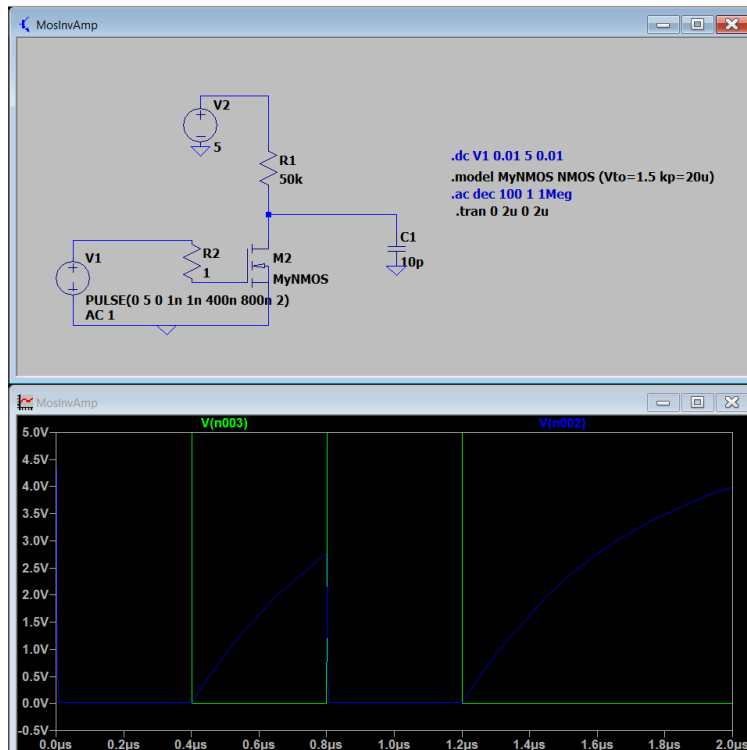 MosInvAmp
V2
5
R1
50k
.dc V1 0.01 5 0.01
.model MyNMOS NMOS (Vto=1.5 kp=20u)
.ac dec 100 1 1Meg
.tran 0 2u 0 2u
V1
R2
1
M2
MyNMOS
C1
10p
PULSE(0 5 0 1n 1n 400n 800n 2)
AC 1
MosInvAmp
V(n003) V(n002)
5.0V
4.5V
4.0V
3.5V
3.0V
2.5V
2.0V
1.5V
1.0V
0.5V
0.0V
-0.5V
0.0µs 0.2µs 0.4µs 0.6µs 0.8µs 1.0µs 1.2µs 1.4µs 1.6µs 1.8µs 2.0µs